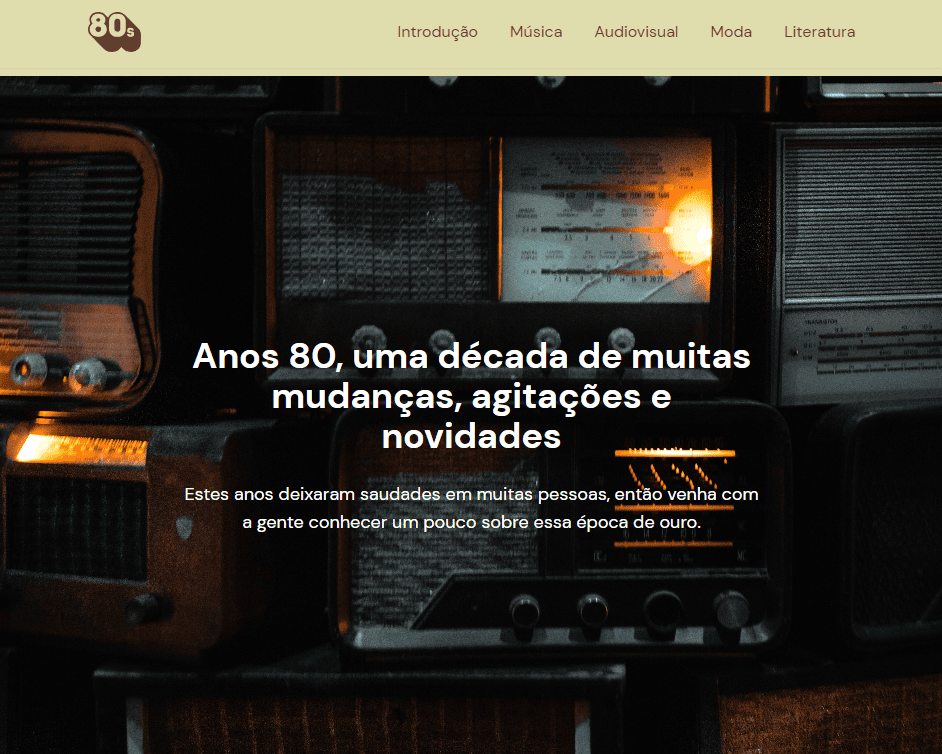 80s
Introdução Música Audiovisual Moda Literatura
TRANSISTOR
Anos 80, uma década de muitas
mudanças, agitações e
novidades
Estes anos deixaram saudades em muitas pessoas, então venha com
a gente conhecer um pouco sobre essa época de ouro.